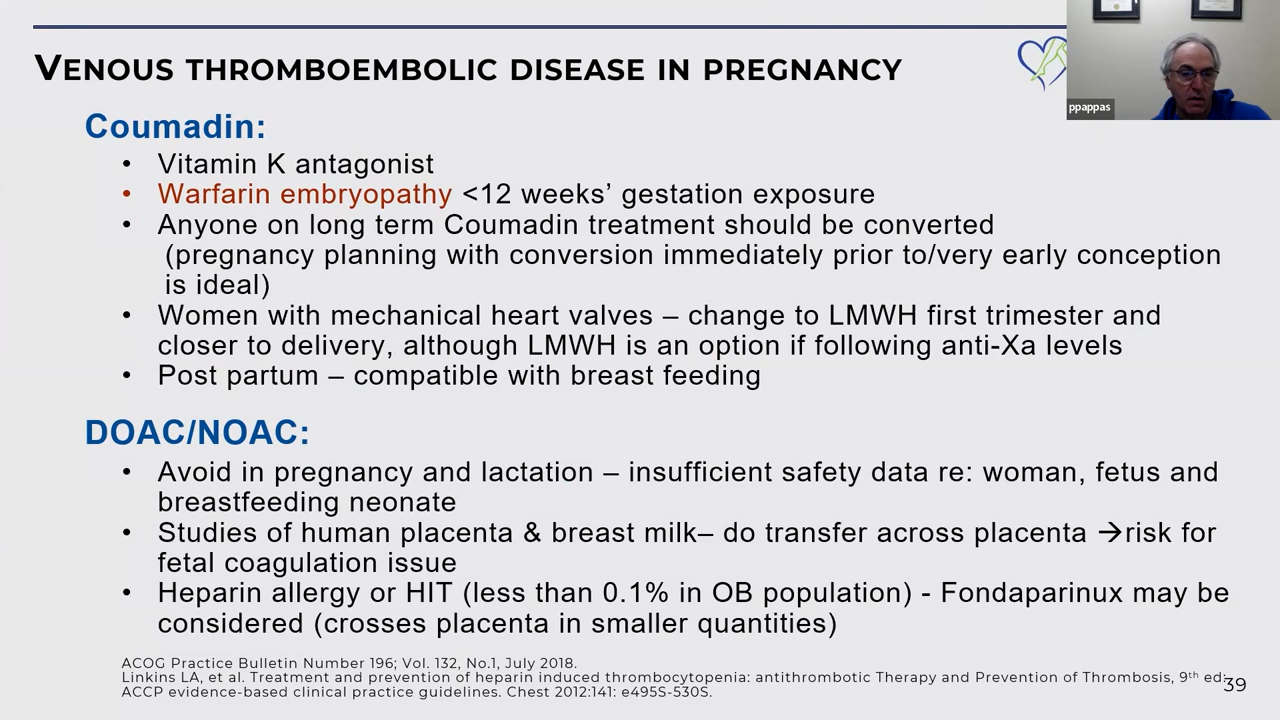 VENOUS THROMBOEMBOLIC DISEASE IN PREGNANCY
ppappas
Coumadin:
• Vitamin K antagonist
• Warfarin embryopathy <12 weeks’ gestation exposure
• Anyone on long term Coumadin treatment should be converted
(pregnancy planning with conversion immediately prior to/very early conception
is ideal)
• Women with mechanical heart valves – change to LMWH first trimester and
closer to delivery, although LMWH is an option if following anti-Xa levels
• Post partum – compatible with breast feeding
DOAC/NOAC:
• Avoid in pregnancy and lactation – insufficient safety data re: woman, fetus and
breastfeeding neonate
• Studies of human placenta & breast milk– do transfer across placenta →risk for
fetal coagulation issue
• Heparin allergy or HIT (less than 0.1% in OB population) - Fondaparinux may be
considered (crosses placenta in smaller quantities)
ACOG Practice Bulletin Number 196; Vol. 132, No.1, July 2018.
Linkins LA, et al. Treatment and prevention of heparin induced thrombocytopenia: antithrombotic Therapy and Prevention of Thrombosis, 9th ed:
ACCP evidence-based clinical practice guidelines. Chest 2012:141: e495S-530S.
39